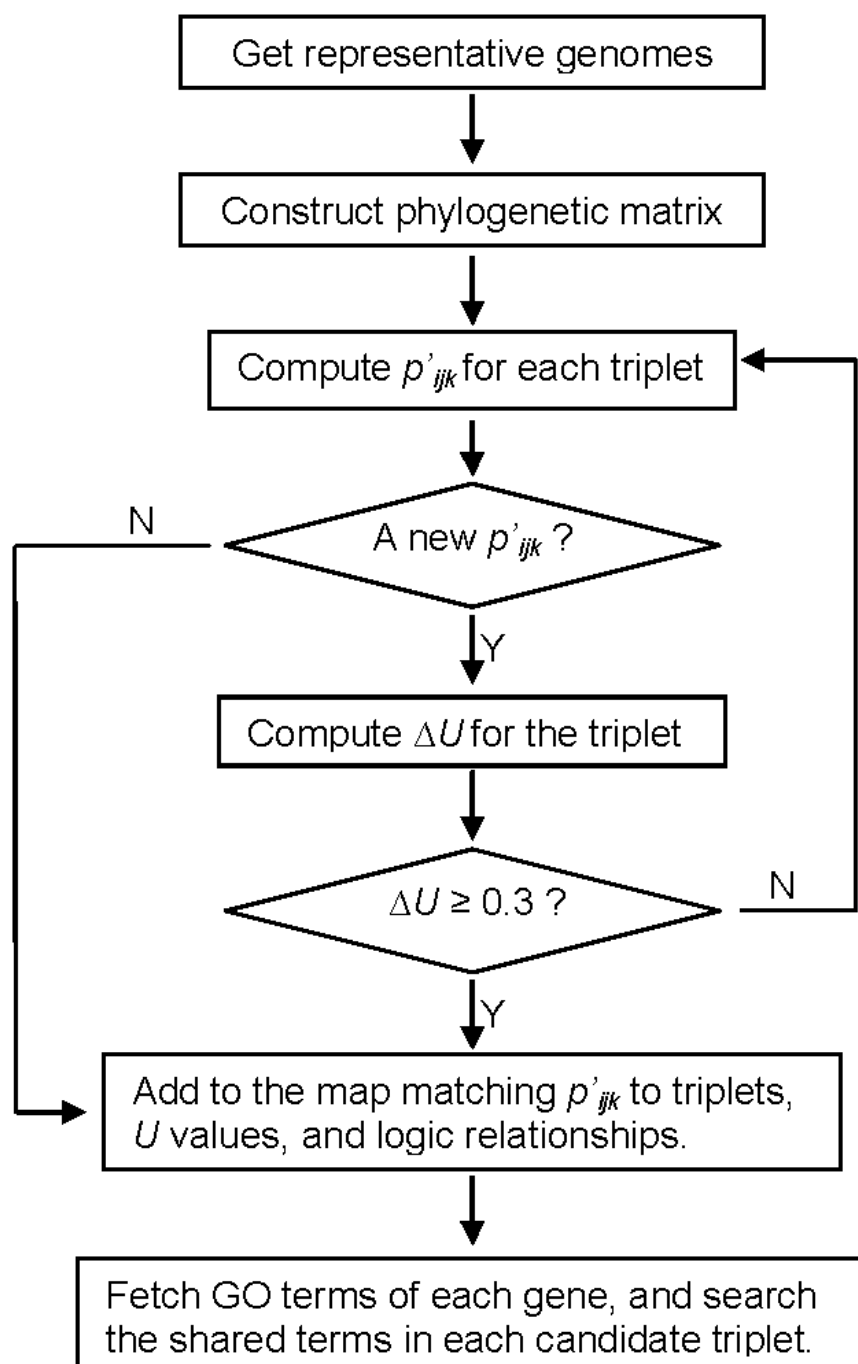 Get representative genomes
Construct phylogenetic matrix
Compute p’ijk for each triplet
N
A new p’ijk ?
Y
Compute ΔU for the triplet
ΔU ≥ 0.3 ?
N
Y
Add to the map matching p’ijk to triplets,
U values, and logic relationships.
Fetch GO terms of each gene, and search
the shared terms in each candidate triplet.